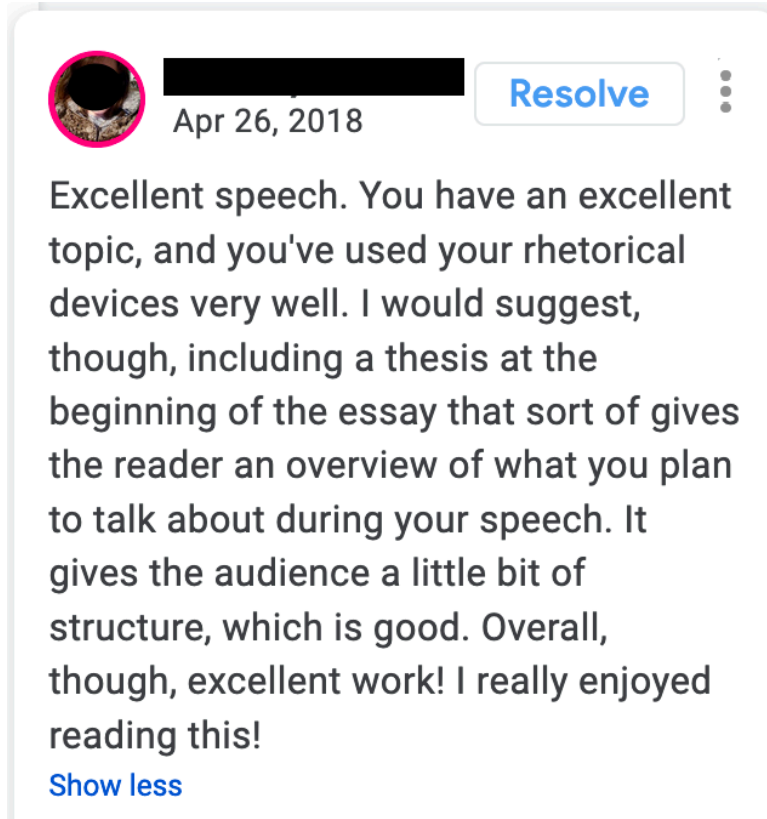 Resolve
Apr 26, 2018
Excellent speech. You have an excellent
topic, and you've used your rhetorical
devices very well. I would suggest,
though, including a thesis at the
beginning of the essay that sort of gives
the reader an overview of what you plan
to talk about during your speech. It
gives the audience a little bit of
structure, which is good. Overall,
though, excellent work! I really enjoyed
reading this!
Show less